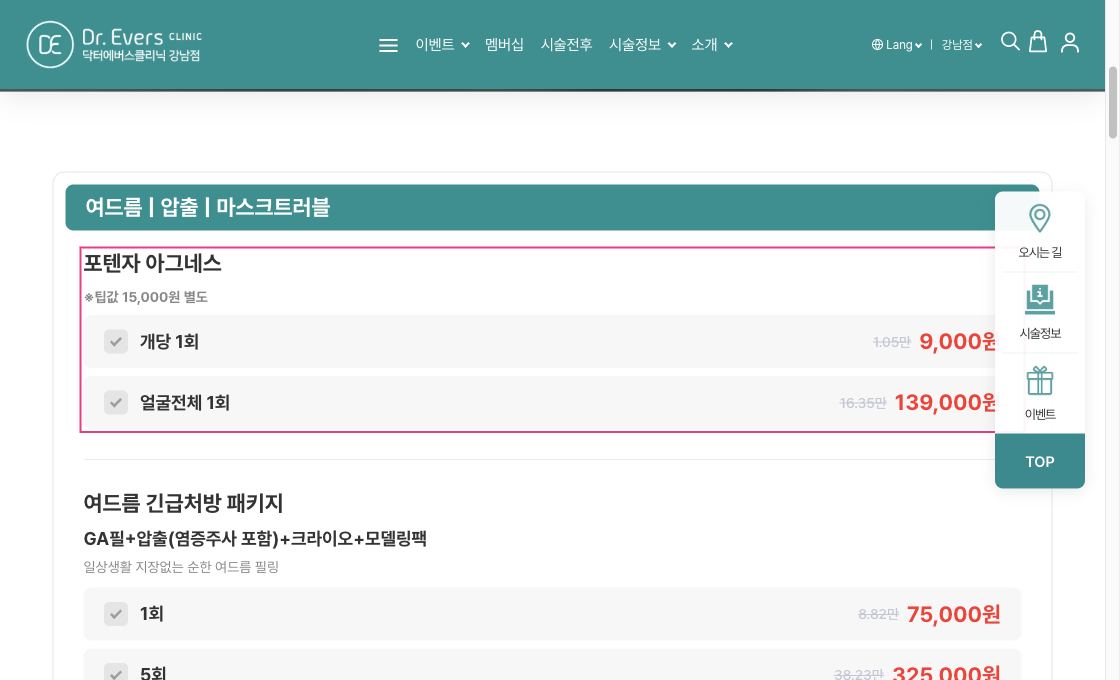 Dr. Evers CLINIC
닥터에버스클리닉 강남점
이벤트 멤버십 시술전후 시술정보 소개
Lang | 강남점
여드름 | 압출 | 마스크트러블
포텐자 아그네스
※팁값 15,000원 별도
개당 1회 1.05만 9,000원
얼굴전체 1회 16.35만 139,000원
오시는 길
시술정보
이벤트
TOP
여드름 긴급처방 패키지
GA필+압출(염증주사 포함)+크라이오+모델링팩
일상생활 지장없는 순한 여드름 필링
1회 8.82만 75,000원
5회 38.23만 325,000원